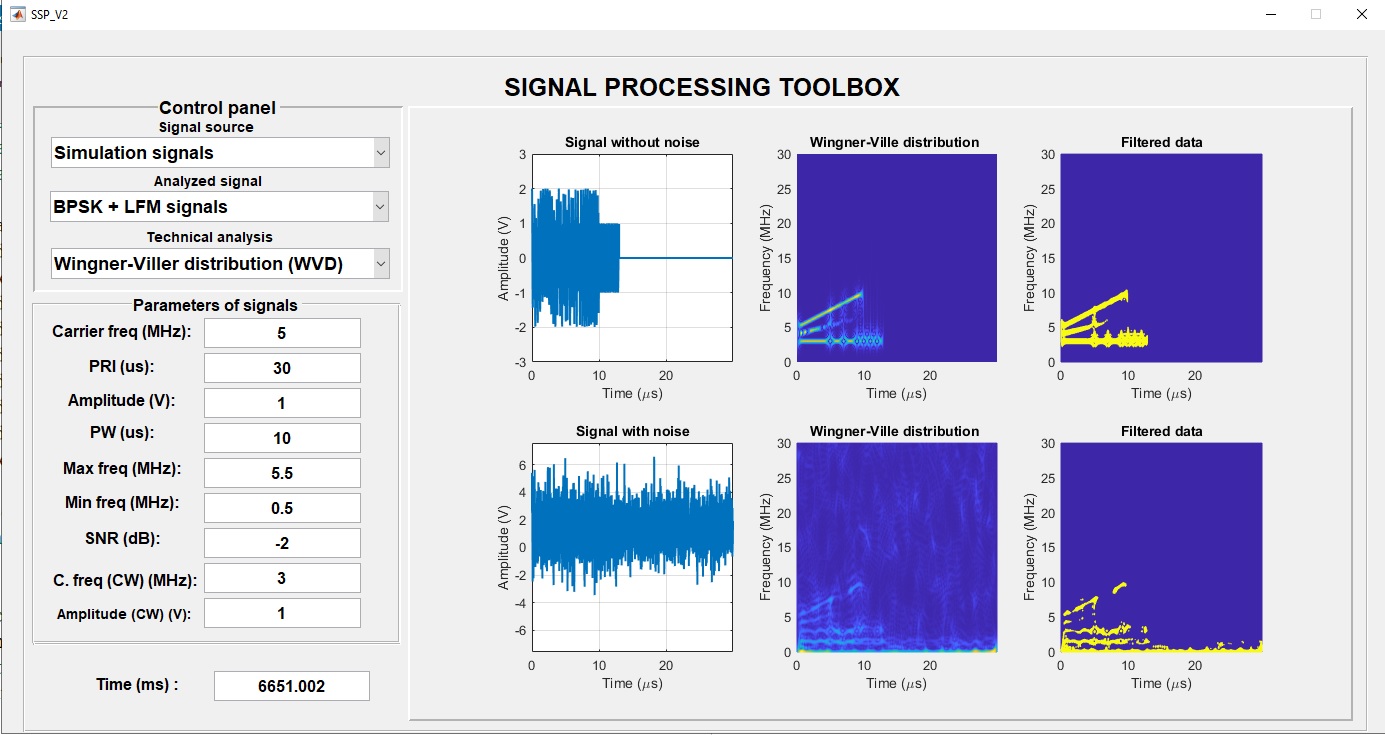 SSP_V2
SIGNAL PROCESSING TOOLBOX
Control panel
Signal source
Simulation signals
Analyzed signal
BPSK + LFM signals
Technical analysis
Wingner-Viller distribution (WVD)
Parameters of signals
Carrier freq (MHz): 5
PRI (us): 30
Amplitude (V): 1
PW (us): 10
Max freq (MHz): 5.5
Min freq (MHz): 0.5
SNR (dB): -2
C. freq (CW) (MHz): 3
Amplitude (CW) (V): 1
Time (ms) : 6651.002
Signal without noise
Amplitude (V)
3
2
1
0
-1
-2
-3
0 10 20
Time (μs)
Wingner-Ville distribution
Frequency (MHz)
30
25
20
15
10
5
0
0 10 20
Time (μs)
Filtered data
Frequency (MHz)
30
25
20
15
10
5
0
0 10 20
Time (μs)
Signal with noise
Amplitude (V)
6
4
2
0
-2
-4
-6
0 10 20
Time (μs)
Wingner-Ville distribution
Frequency (MHz)
30
25
20
15
10
5
0
0 10 20
Time (μs)
Filtered data
Frequency (MHz)
30
25
20
15
10
5
0
0 10 20
Time (μs)